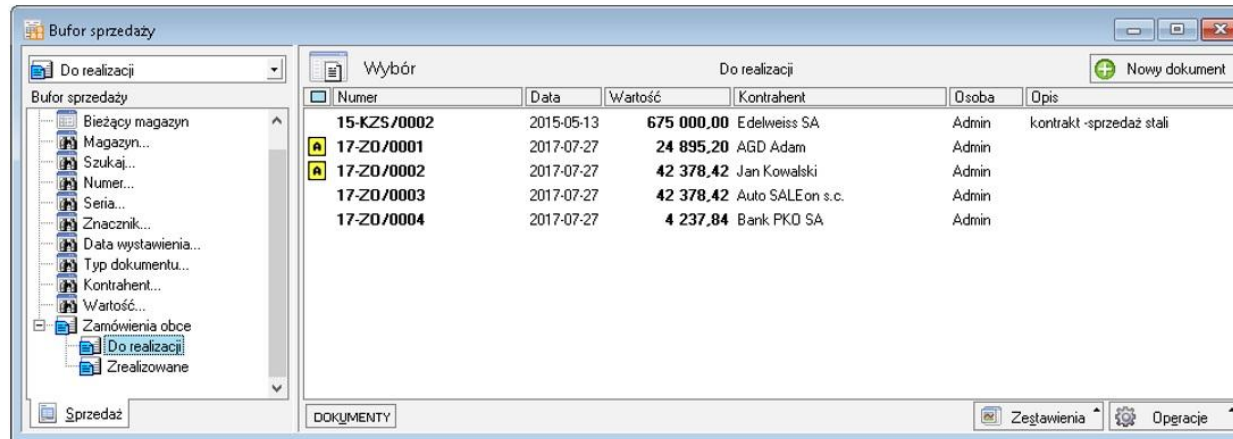 Bufor sprzedaży
Do realizacji
Wybór
Do realizacji
Nowy dokument
Bufor sprzedaży
Numer Data Wartość Kontrahent Osoba Opis
Bieżący magazyn
Magazyn...
Szukaj...
Numer...
Seria...
Znacznik...
Data wystawienia...
Typ dokumentu...
Kontrahent...
Wartość...
Zamówienia obce
Do realizacji
Zrealizowane
15-KZS/0002 2015-05-13 675 000,00 Edelweiss SA Admin kontrakt -sprzedaż stali
A 17-ZO/0001 2017-07-27 24 895,20 AGD Adam Admin
A 17-ZO/0002 2017-07-27 42 378,42 Jan Kowalski Admin
17-ZO/0003 2017-07-27 42 378,42 Auto SALEon s.c. Admin
17-ZO/0004 2017-07-27 4 237,84 Bank PKO SA Admin
Sprzedaż
DOKUMENTY
Zestawienia
Operacje